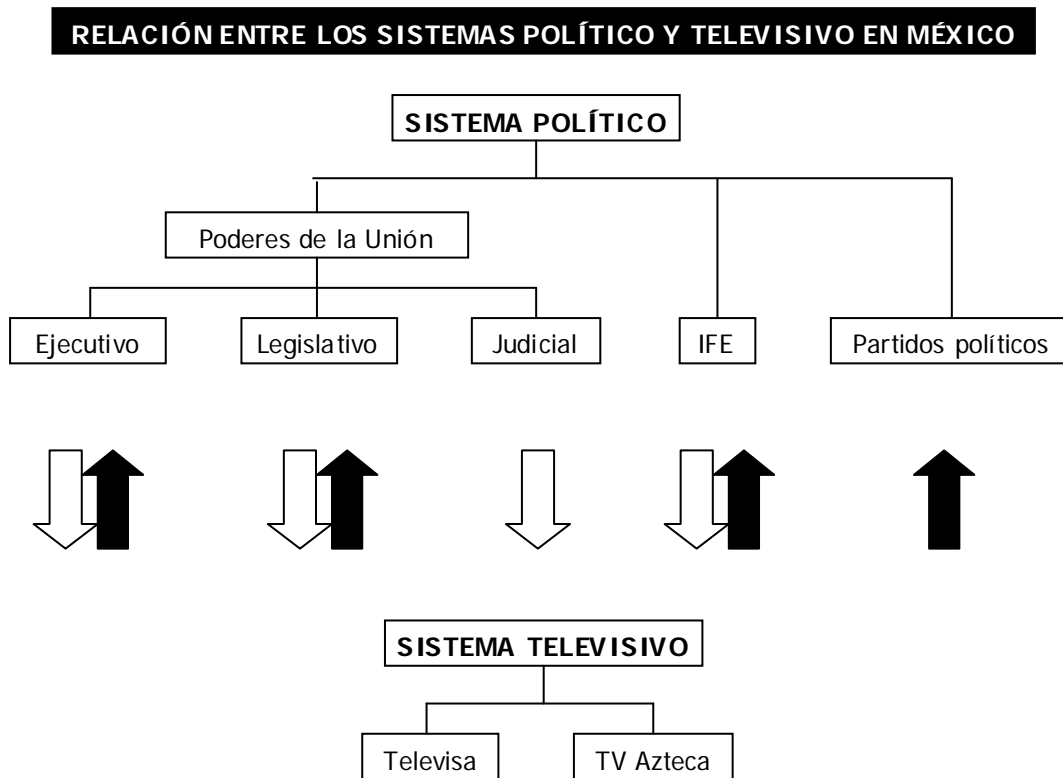 RELACIÓN ENTRE LOS SISTEMAS POLÍTICO Y TELEVISIVO EN MÉXICO
SISTEMA POLÍTICO
Poderes de la Unión
Ejecutivo
Legislativo
Judicial
IFE
Partidos políticos
SISTEMA TELEVISIVO
Televisa
TV Azteca